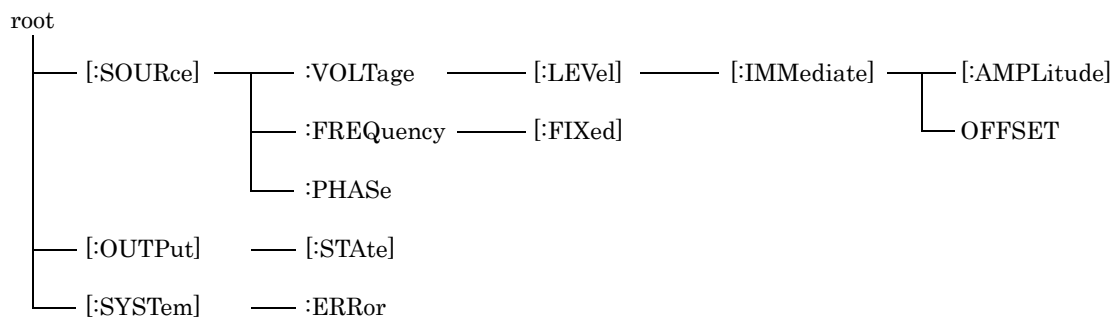 root
[:SOURce] :VOLTage [:LEVel] [:IMMediate] [:AMPLitude]
:FREQuency [:FIXed] OFFSET
:PHASe
[:OUTPut] [:STAte]
[:SYSTem] :ERRor